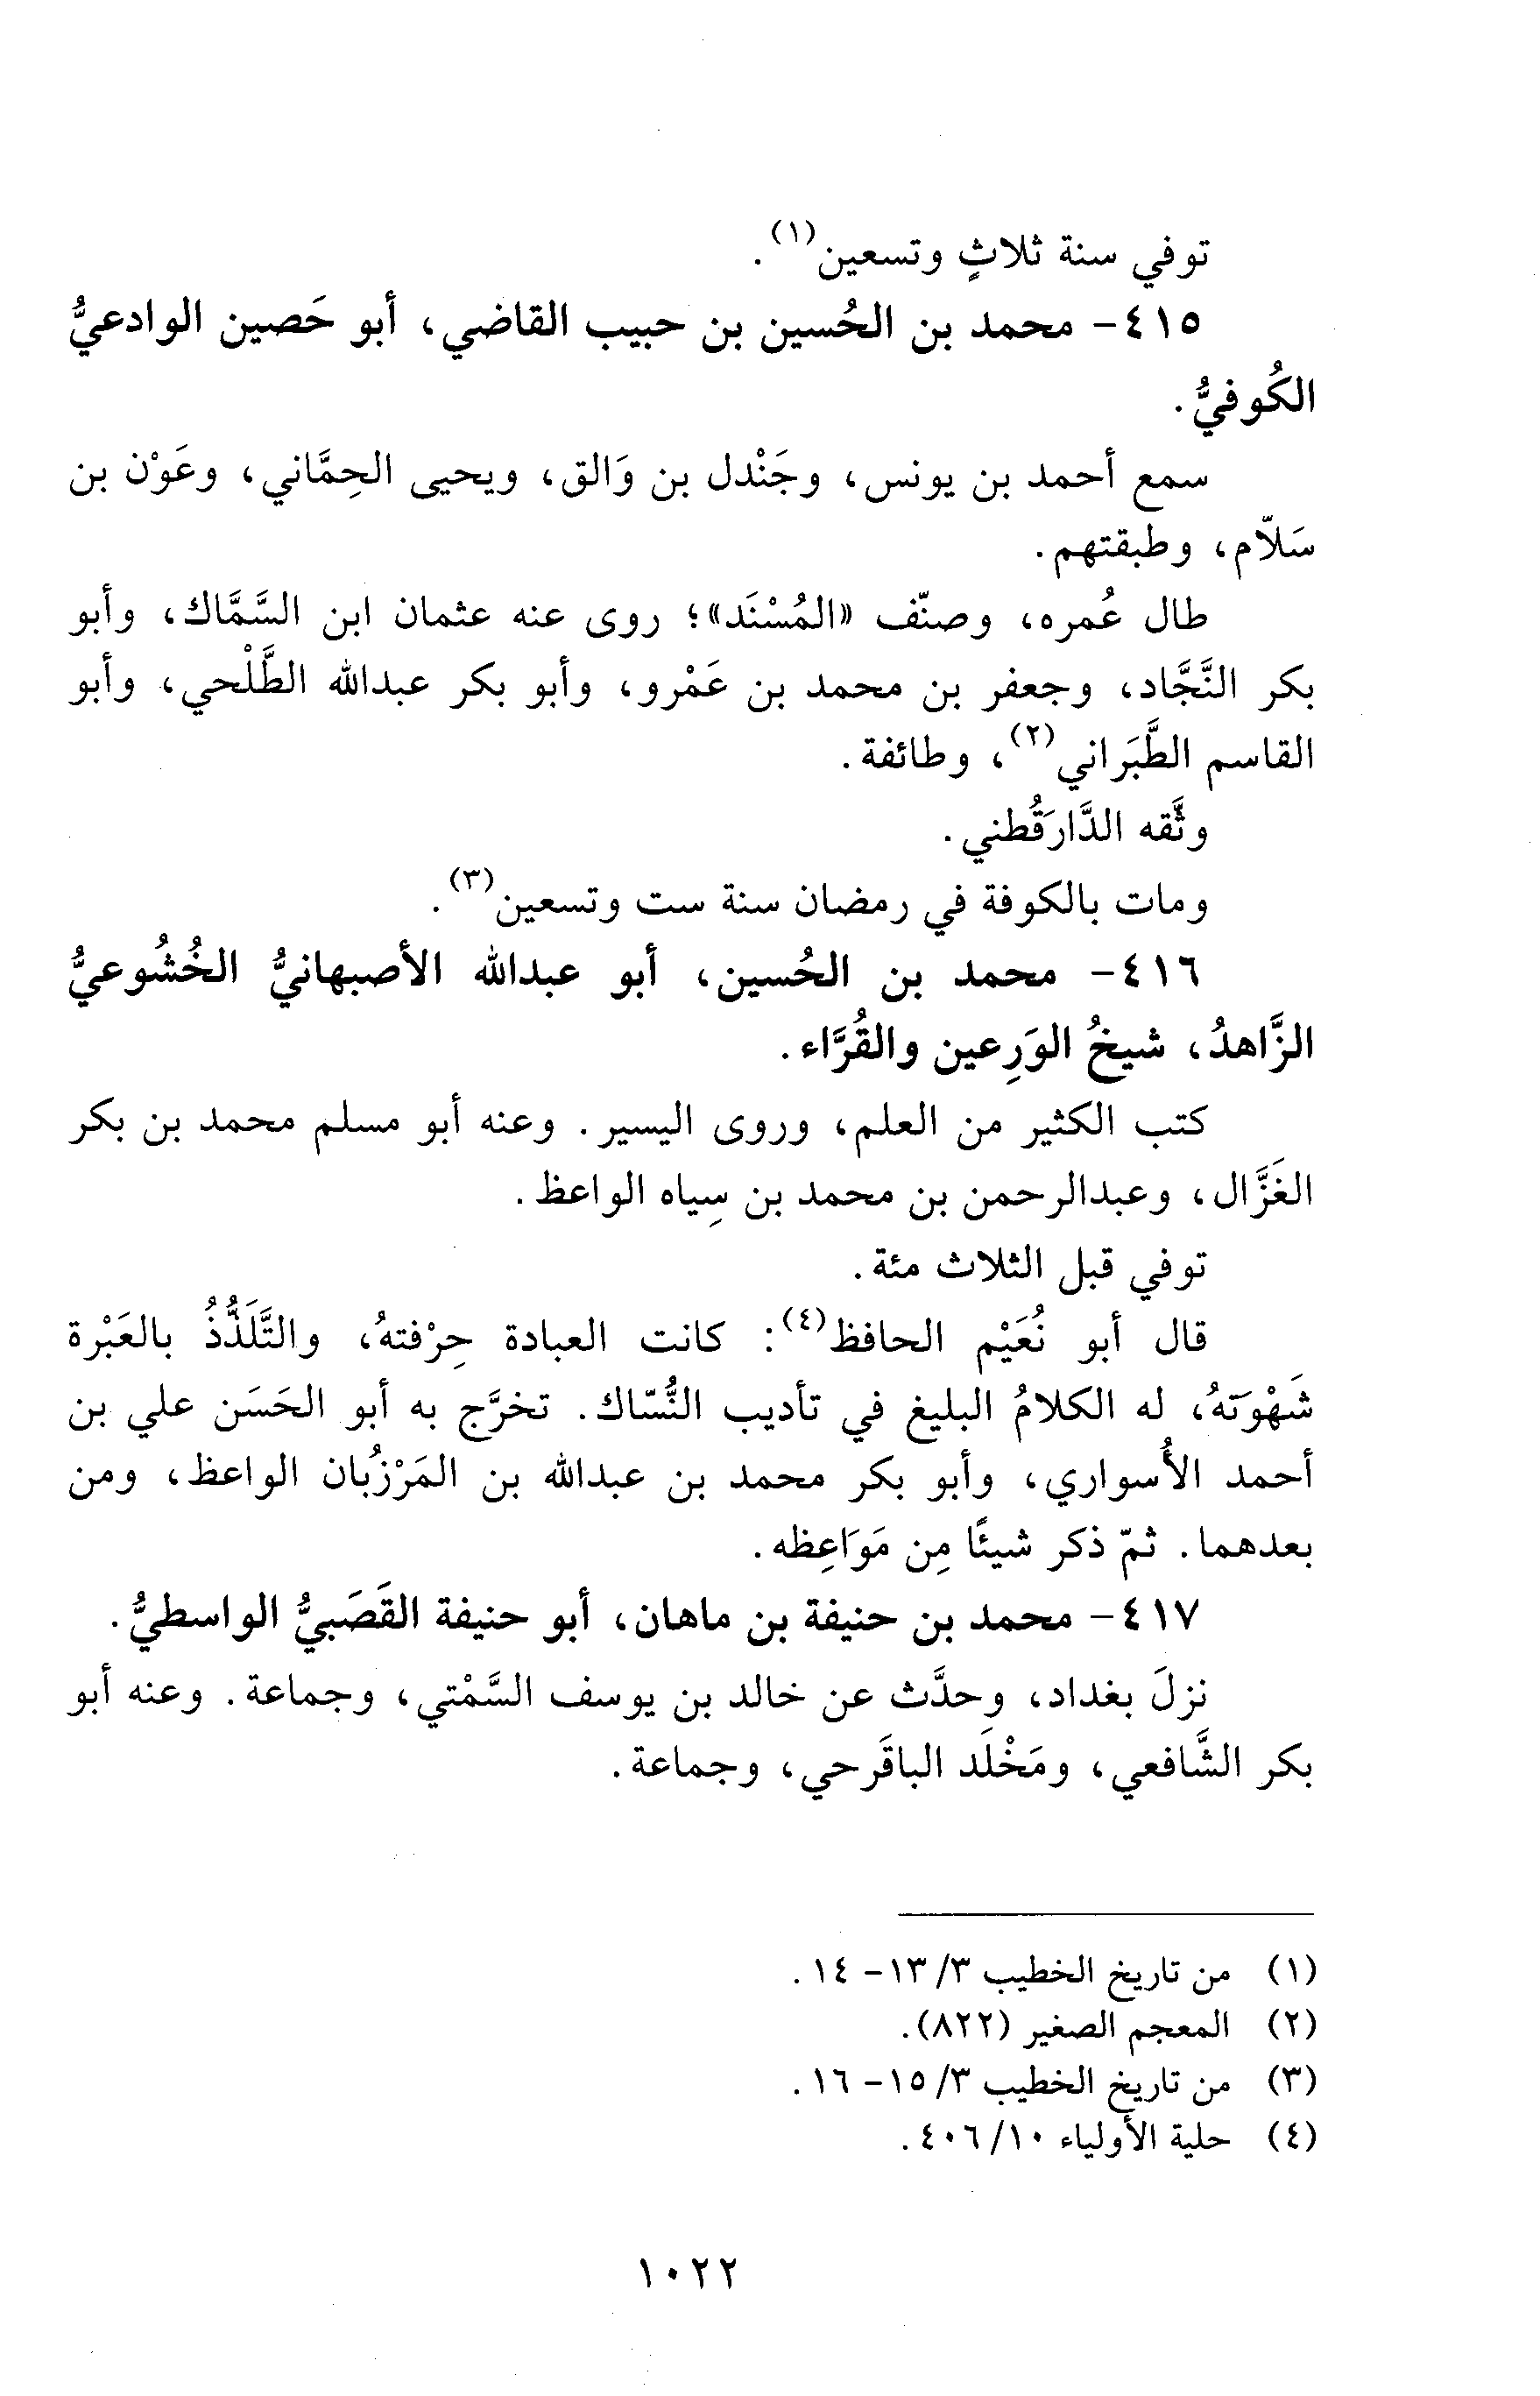 توفي سنة ثلاثٍ وتسعين(١).
٤١٥- محمد بن الحُسين بن حبيب القاضي، أبو حَصين الوادعيُّ
الكُوفيُّ.
سمع أحمد بن يونس، وجَنْدل بن وَالق، ويحيى الحِمَّاني، وعَوْن بن
سَلاّم، وطبقتهم.
طال عُمره، وصنّف «المُسْنَد»؛ روى عنه عثمان ابن السَّمَّاك، وأبو
بكر النَّجَّاد، وجعفر بن محمد بن عَمْرو، وأبو بكر عبدالله الطَّلْحي، وأبو
القاسم الطَّبَراني(٢)، وطائفة.
وثَّقه الدَّارَقُطني.
ومات بالكوفة في رمضان سنة ست وتسعين(٣).
٤١٦- محمد بن الحُسين، أبو عبدالله الأصبهانيُّ الخُشُوعيُّ
الزَّاهدُ، شيخُ الوَرِعين والقُرَّاء.
كتب الكثير من العلم، وروى اليسير. وعنه أبو مسلم محمد بن بكر
الغَزَّال، وعبدالرحمن بن محمد بن سِياه الواعظ.
توفي قبل الثلاث مئة.
قال أبو نُعَيْم الحافظ(٤): كانت العبادة حِرْفتهُ، والتَّلَذُّذُ بالعَبْرة
شَهْوَتهُ، له الكلامُ البليغ في تأديب النُّسّاك. تخرَّج به أبو الحَسَن علي بن
أحمد الأُسواري، وأبو بكر محمد بن عبدالله بن المَرْزُبان الواعظ، ومن
بعدهما. ثمّ ذكر شيئًا مِن مَوَاعِظه.
٤١٧- محمد بن حنيفة بن ماهان، أبو حنيفة القَصَبيُّ الواسطيُّ.
نزلَ بغداد، وحدَّث عن خالد بن يوسف السَّمْتي، وجماعة. وعنه أبو
بكر الشَّافعي، ومَخْلَد الباقَرحي، وجماعة.
(١) من تاريخ الخطيب ٣/ ١٣- ١٤.
(٢) المعجم الصغير (٨٢٢).
(٣) من تاريخ الخطيب ٣/ ١٥- ١٦.
(٤) حلية الأولياء ١٠/ ٤٠٦.
١٠٢٢